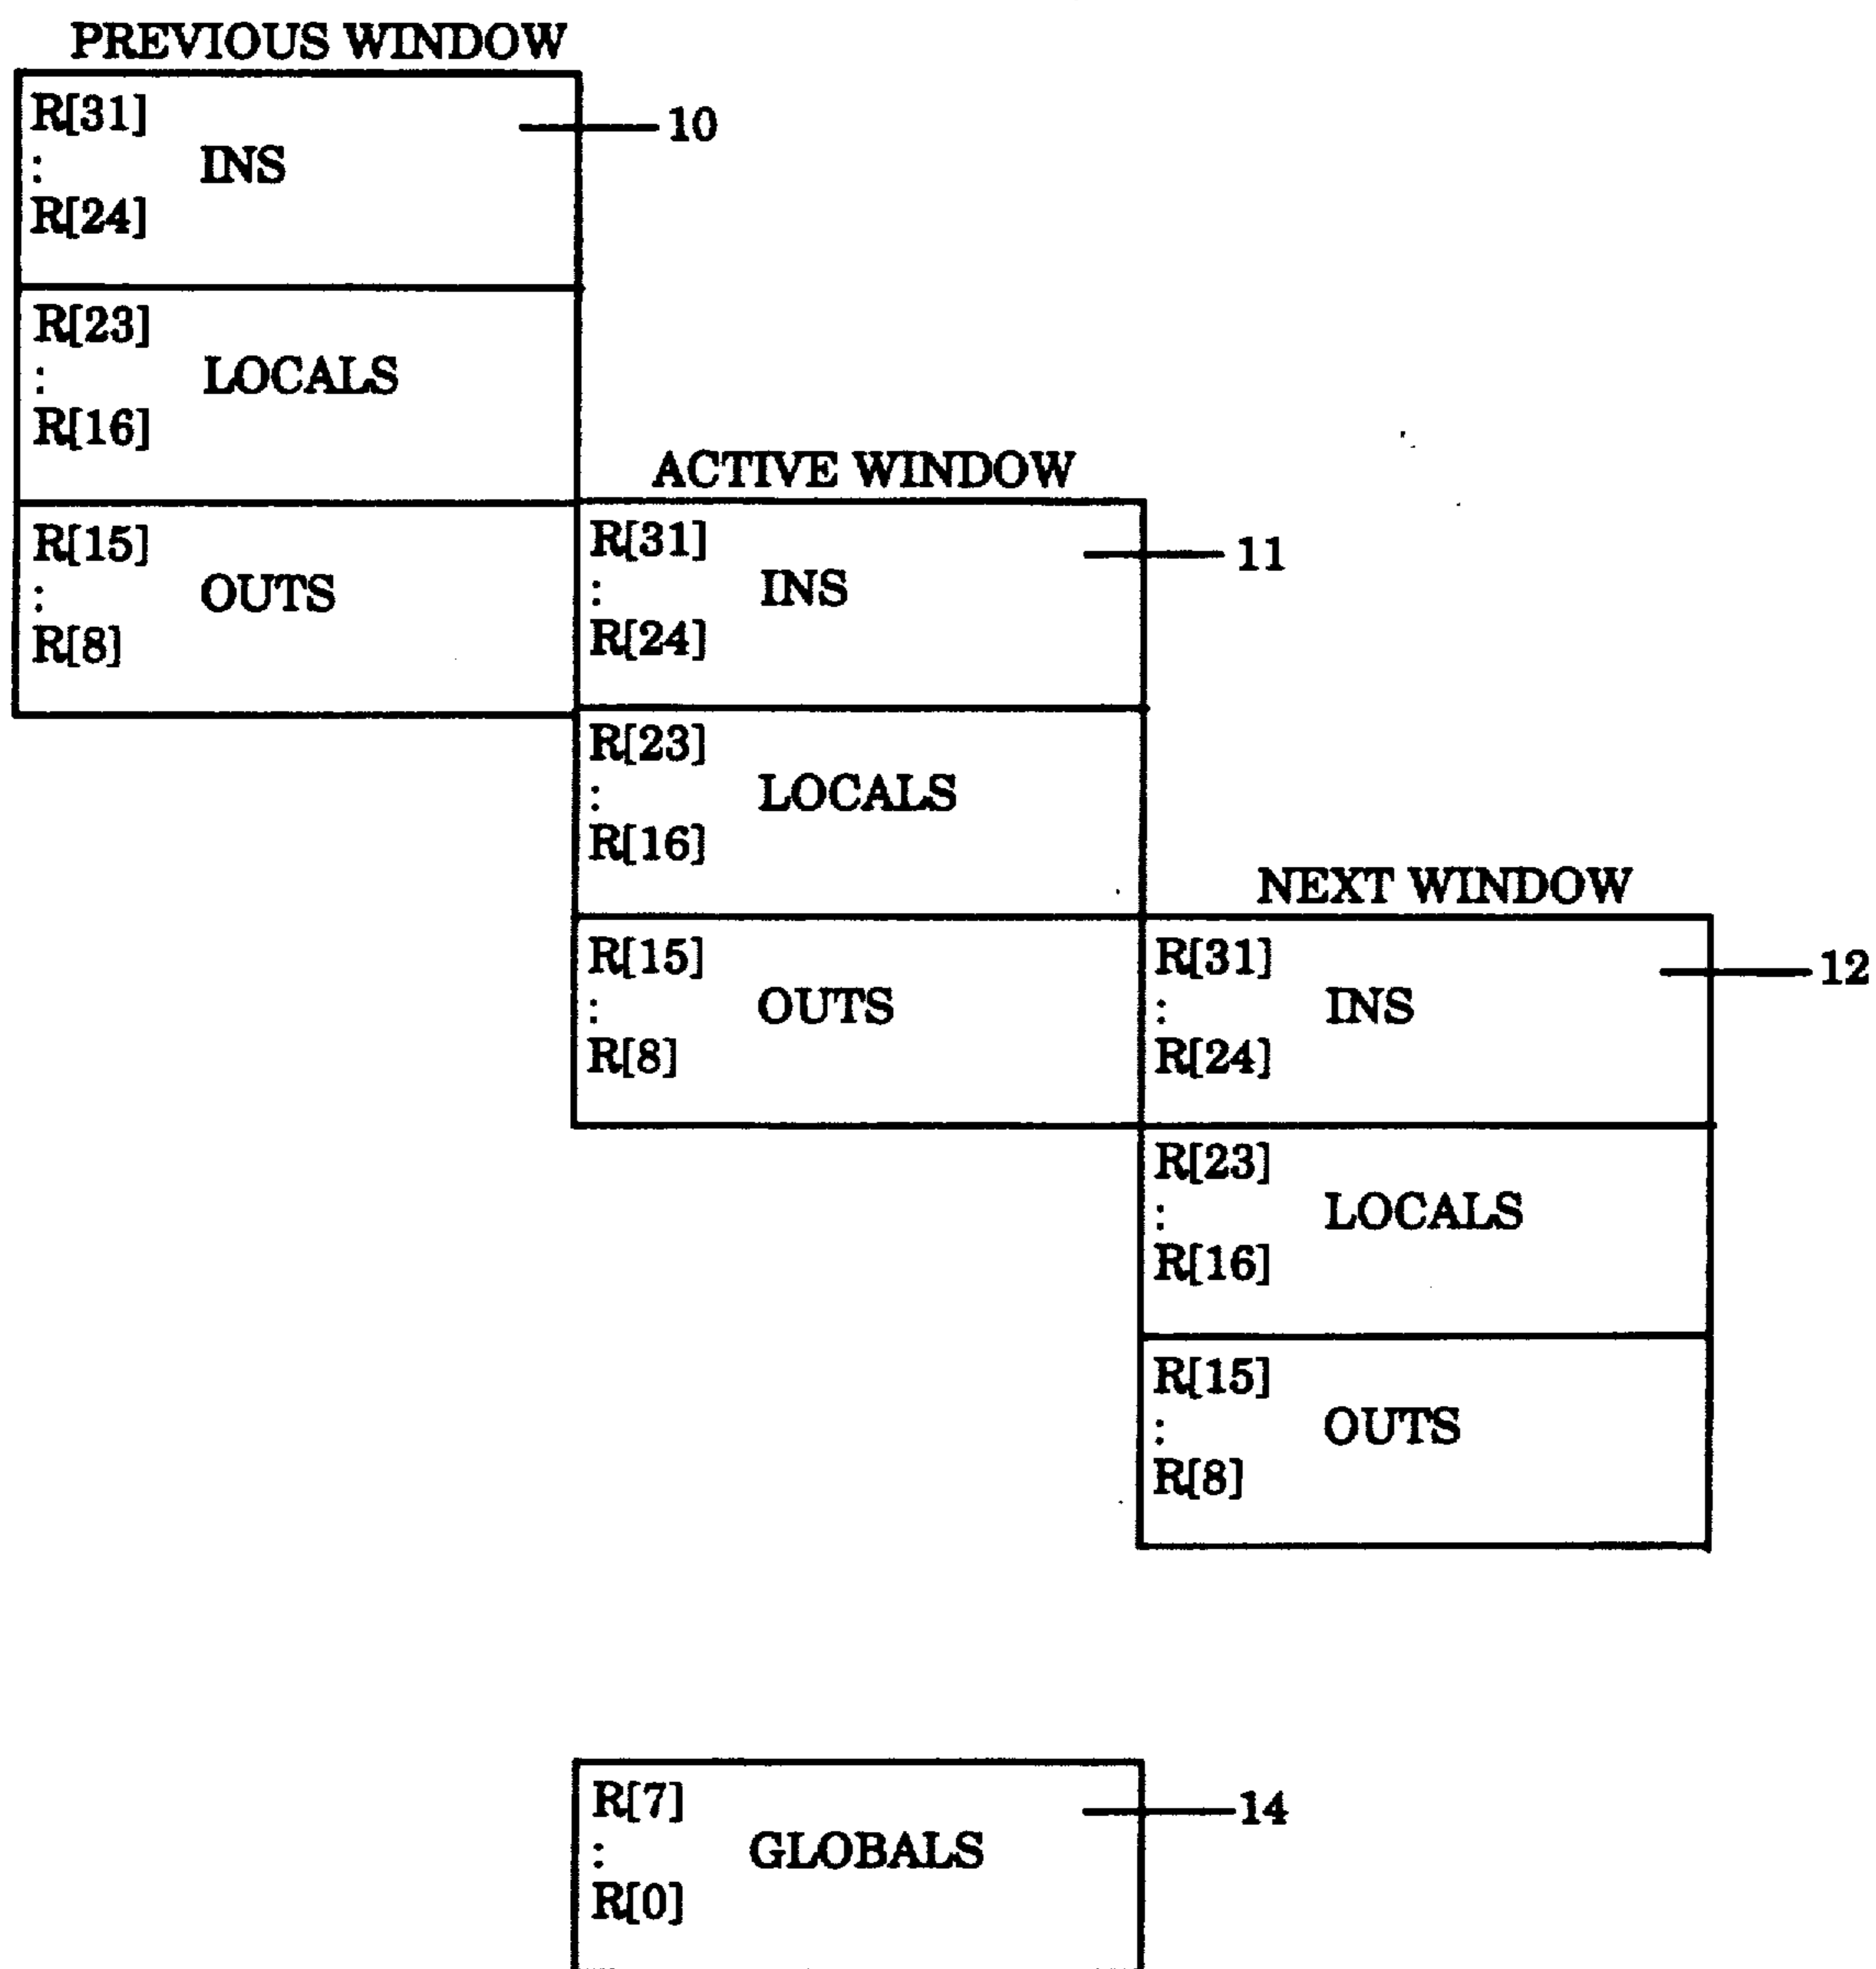 PREVIOUS WINDOW
R[31]
10
:
INS
R[24]
R[23]
:
LOCALS
R[16]
R[15]
:
OUTS
R[8]
ACTIVE WINDOW
R[31]
11
:
INS
R[24]
R[23]
:
LOCALS
R[16]
R[15]
:
OUTS
R[8]
NEXT WINDOW
R[31]
12
:
INS
R[24]
R[23]
:
LOCALS
R[16]
R[15]
:
OUTS
R[8]
R[7]
14
:
GLOBALS
R[0]